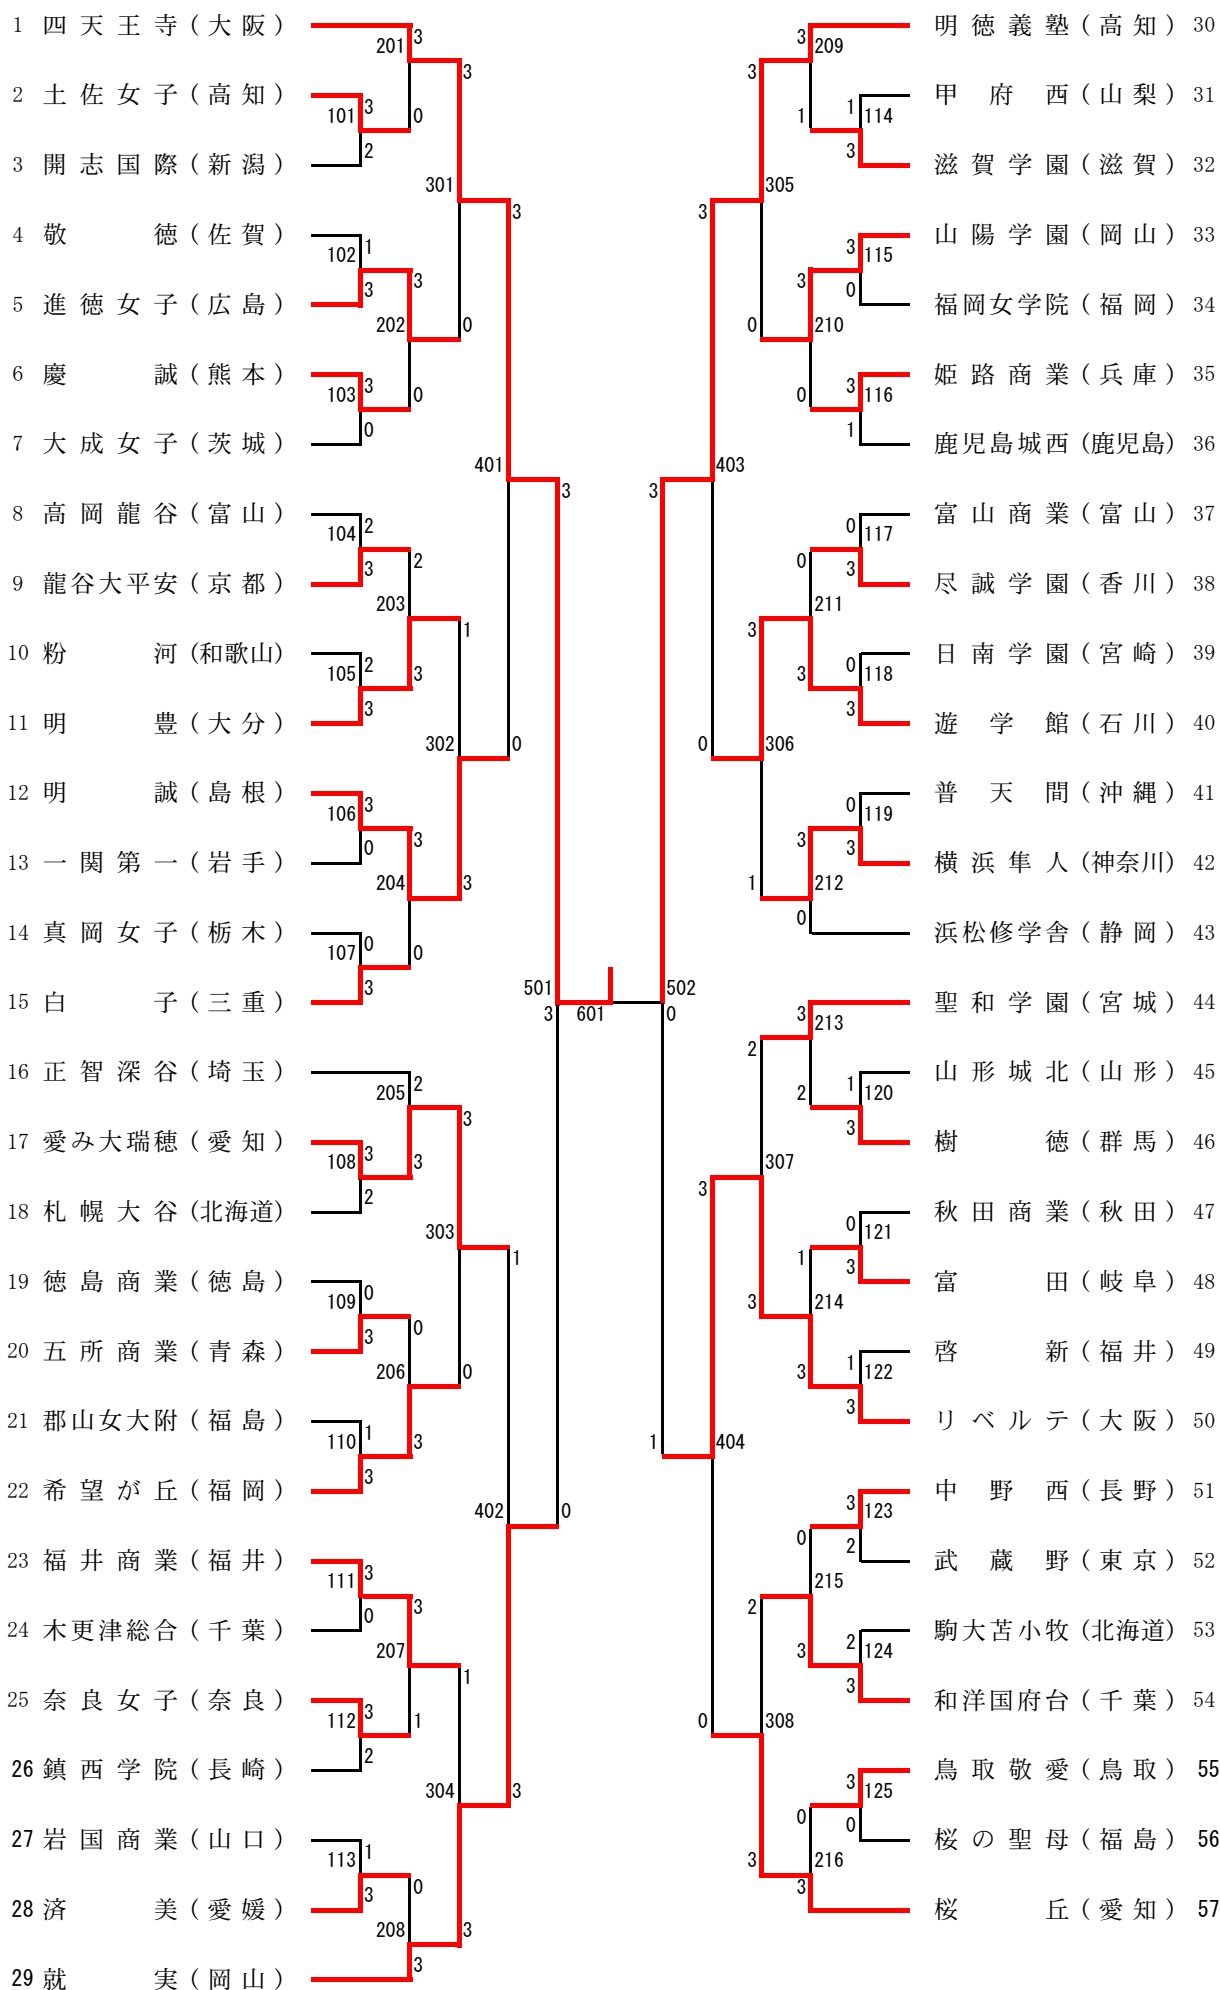 1 四天王寺（大阪）
2 土佐女子（高知）
3 開志国際（新潟）
4 敬徳（佐賀）
5 進徳女子（広島）
6 慶誠（熊本）
7 大成女子（茨城）
8 高岡龍谷（富山）
9 龍谷大平安（京都）
10 粉河（和歌山）
11 明豊（大分）
12 明誠（島根）
13 一関第一（岩手）
14 真岡女子（栃木）
15 白子（三重）
16 正智深谷（埼玉）
17 愛み大瑞穂（愛知）
18 札幌大谷（北海道）
19 徳島商業（徳島）
20 五所商業（青森）
21 郡山女大附（福島）
22 希望が丘（福岡）
23 福井商業（福井）
24 木更津総合（千葉）
25 奈良女子（奈良）
26 鎮西学院（長崎）
27 岩国商業（山口）
28 済美（愛媛）
29 就実（岡山）
201 3 0
101 3 2
102 1 3
202 3 0
103 3 0
301 3 0
104 2 3
203 2 3
105 2 3
302 1 3
106 3 0
204 3 0
107 0 3
401 3 0
205 2 3
108 3 2
303 3 0
109 0 3
206 0 3
110 1 3
402 1 3
111 3 0
207 3 1
112 3 2
304 1 3
113 1 3
208 0 3
501 3 0
601 3 0
502 3 1
209 3 1
114 1 3
305 3 0
115 3 0
210 3 0
116 3 1
403 3 0
117 0 3
211 0 3
118 0 3
306 3 1
119 0 3
212 3 0
213 3 2
120 1 3
307 2 3
121 0 3
214 1 3
122 1 3
404 3 0
123 3 2
215 0 3
124 2 3
308 2 3
125 3 0
216 0 3
明徳義塾（高知） 30
甲府西（山梨） 31
滋賀学園（滋賀） 32
山陽学園（岡山） 33
福岡女学院（福岡） 34
姫路商業（兵庫） 35
鹿児島城西（鹿児島） 36
富山商業（富山） 37
尽誠学園（香川） 38
日南学園（宮崎） 39
遊学館（石川） 40
普天間（沖縄） 41
横浜隼人（神奈川） 42
浜松修学舎（静岡） 43
聖和学園（宮城） 44
山形城北（山形） 45
樹徳（群馬） 46
秋田商業（秋田） 47
富田（岐阜） 48
啓新（福井） 49
リベルテ（大阪） 50
中野西（長野） 51
武蔵野（東京） 52
駒大苫小牧（北海道） 53
和洋国府台（千葉） 54
鳥取敬愛（鳥取） 55
桜の聖母（福島） 56
桜丘（愛知） 57